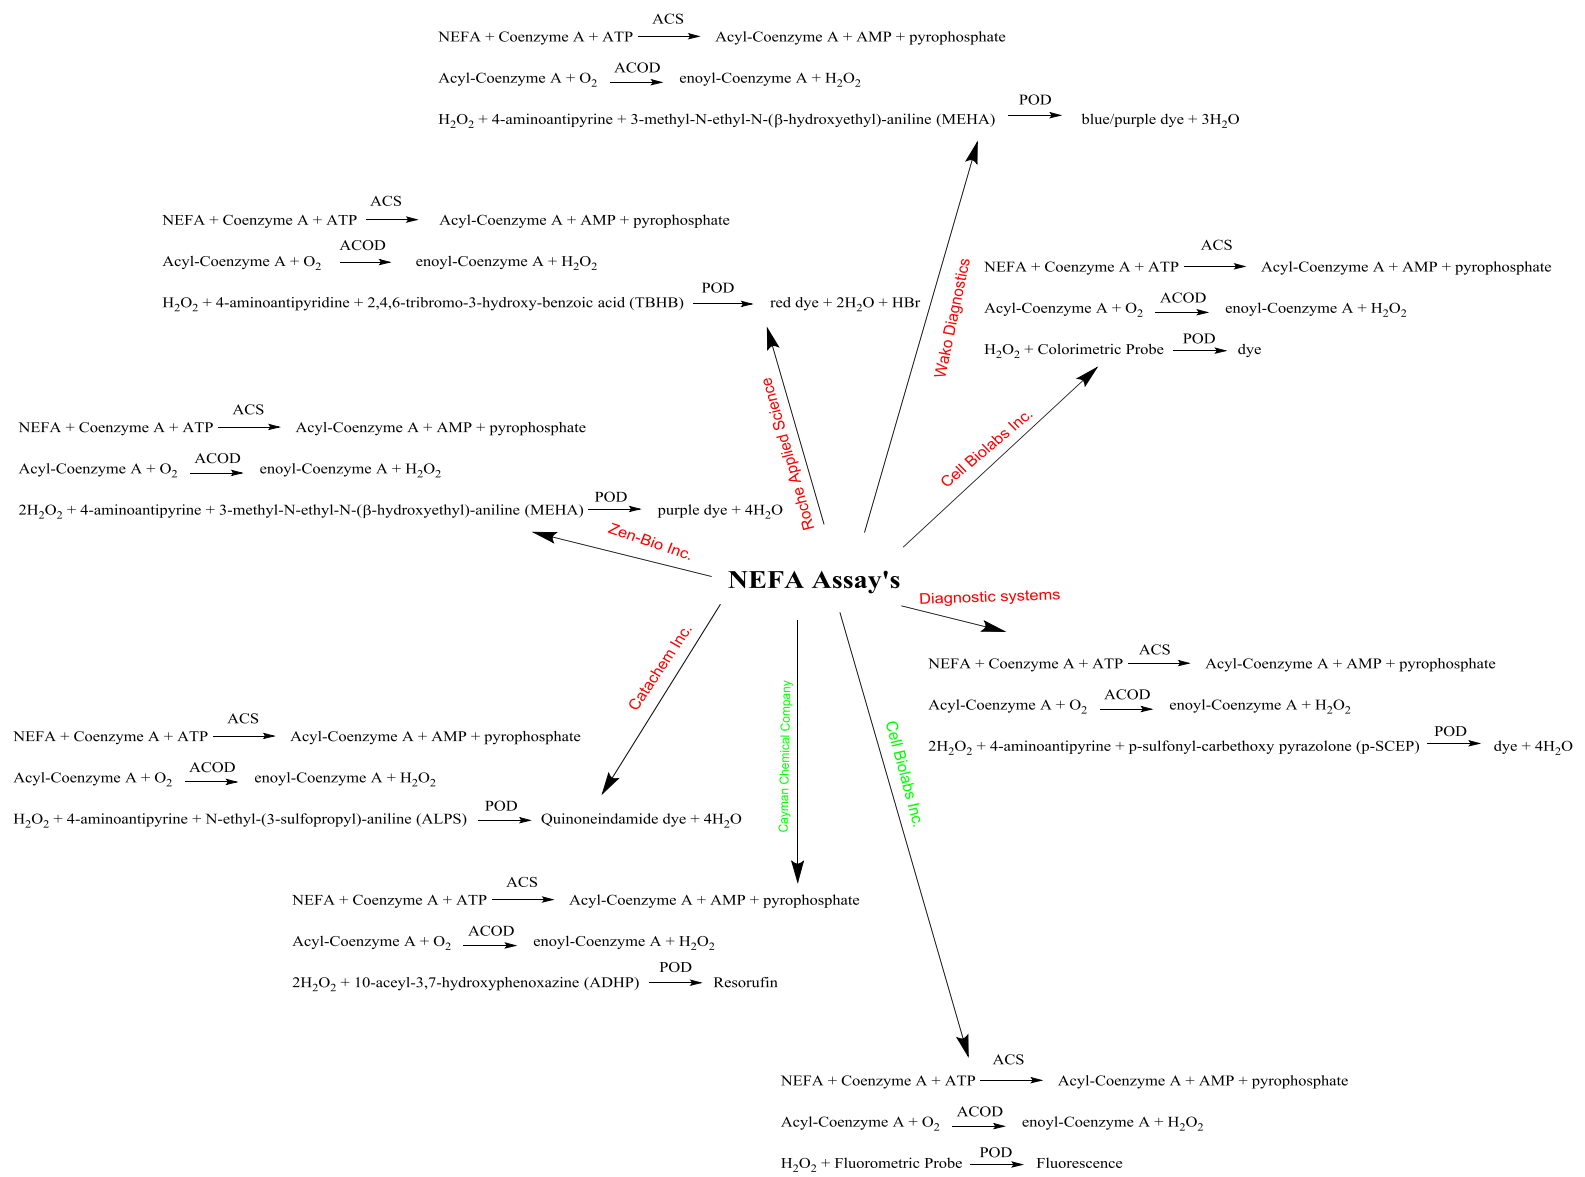 ACS
NEFA + Coenzyme A + ATP → Acyl-Coenzyme A + AMP + pyrophosphate
ACOD
Acyl-Coenzyme A + O₂ → enoyl-Coenzyme A + H₂O₂
POD
H₂O₂ + 4-aminoantipyrine + 3-methyl-N-ethyl-N-(β-hydroxyethyl)-aniline (MEHA) → blue/purple dye + 3H₂O
Wako Diagnostics
ACS
NEFA + Coenzyme A + ATP → Acyl-Coenzyme A + AMP + pyrophosphate
ACOD
Acyl-Coenzyme A + O₂ → enoyl-Coenzyme A + H₂O₂
POD
H₂O₂ + 4-aminoantipyridine + 2,4,6-tribromo-3-hydroxy-benzoic acid (TBHB) → red dye + 2H₂O + HBr
Roche Applied Science
ACS
NEFA + Coenzyme A + ATP → Acyl-Coenzyme A + AMP + pyrophosphate
ACOD
Acyl-Coenzyme A + O₂ → enoyl-Coenzyme A + H₂O₂
POD
H₂O₂ + Colorimetric Probe → dye
Cell Biolabs Inc.
ACS
NEFA + Coenzyme A + ATP → Acyl-Coenzyme A + AMP + pyrophosphate
ACOD
Acyl-Coenzyme A + O₂ → enoyl-Coenzyme A + H₂O₂
POD
2H₂O₂ + 4-aminoantipyrine + 3-methyl-N-ethyl-N-(β-hydroxyethyl)-aniline (MEHA) → purple dye + 4H₂O
Zen-Bio Inc.
NEFA Assay's
Diagnostic systems
ACS
NEFA + Coenzyme A + ATP → Acyl-Coenzyme A + AMP + pyrophosphate
ACOD
Acyl-Coenzyme A + O₂ → enoyl-Coenzyme A + H₂O₂
POD
2H₂O₂ + 4-aminoantipyrine + p-sulfonyl-carbethoxy pyrazolone (p-SCEP) → dye + 4H₂O
Catachem Inc.
ACS
NEFA + Coenzyme A + ATP → Acyl-Coenzyme A + AMP + pyrophosphate
ACOD
Acyl-Coenzyme A + O₂ → enoyl-Coenzyme A + H₂O₂
POD
H₂O₂ + 4-aminoantipyrine + N-ethyl-(3-sulfopropyl)-aniline (ALPS) → Quinoneindamide dye + 4H₂O
Cayman Chemical Company
ACS
NEFA + Coenzyme A + ATP → Acyl-Coenzyme A + AMP + pyrophosphate
ACOD
Acyl-Coenzyme A + O₂ → enoyl-Coenzyme A + H₂O₂
POD
2H₂O₂ + 10-aceyl-3,7-hydroxyphenoxazine (ADHP) → Resorufin
Cell Biolabs Inc.
ACS
NEFA + Coenzyme A + ATP → Acyl-Coenzyme A + AMP + pyrophosphate
ACOD
Acyl-Coenzyme A + O₂ → enoyl-Coenzyme A + H₂O₂
POD
H₂O₂ + Fluorometric Probe → Fluorescence